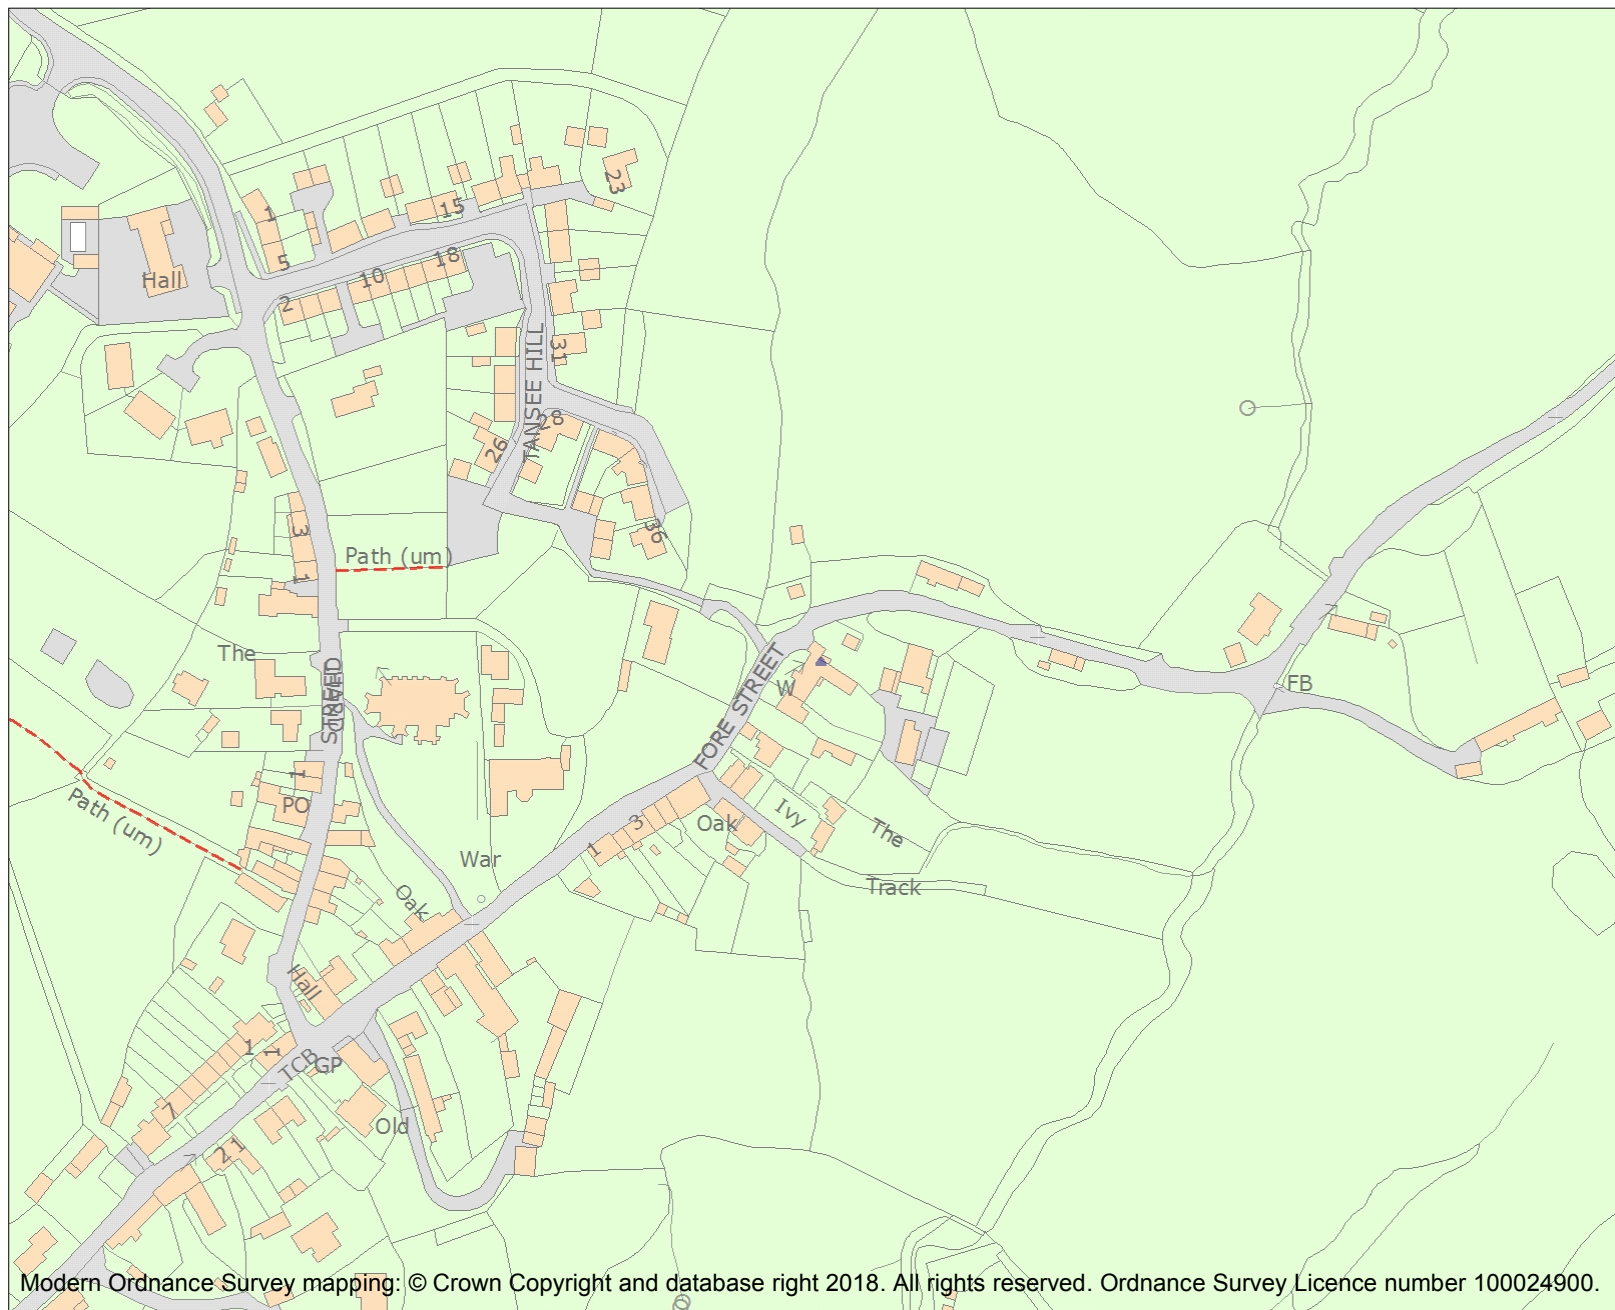 23
1
15
5
18
10
Hall
2
31
TANSEE HILL
28
26
3
36
Path (um)
1
The
STREET
FORE STREET
W
FB
1
PO
Path (um)
3
Oak
Ivy
The
1
War
Track
Oak
Hall
1
1
TCB
GP
7
Old
21
Modern Ordnance Survey mapping: © Crown Copyright and database right 2018. All rights reserved. Ordnance Survey Licence number 100024900.